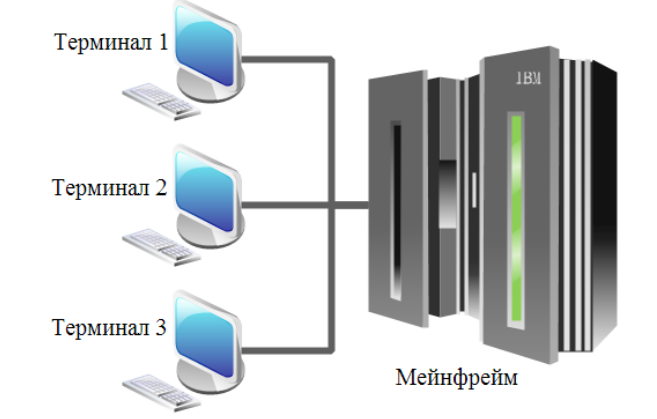 Терминал 1
IBM
Терминал 2
Терминал 3
Мейнфрейм